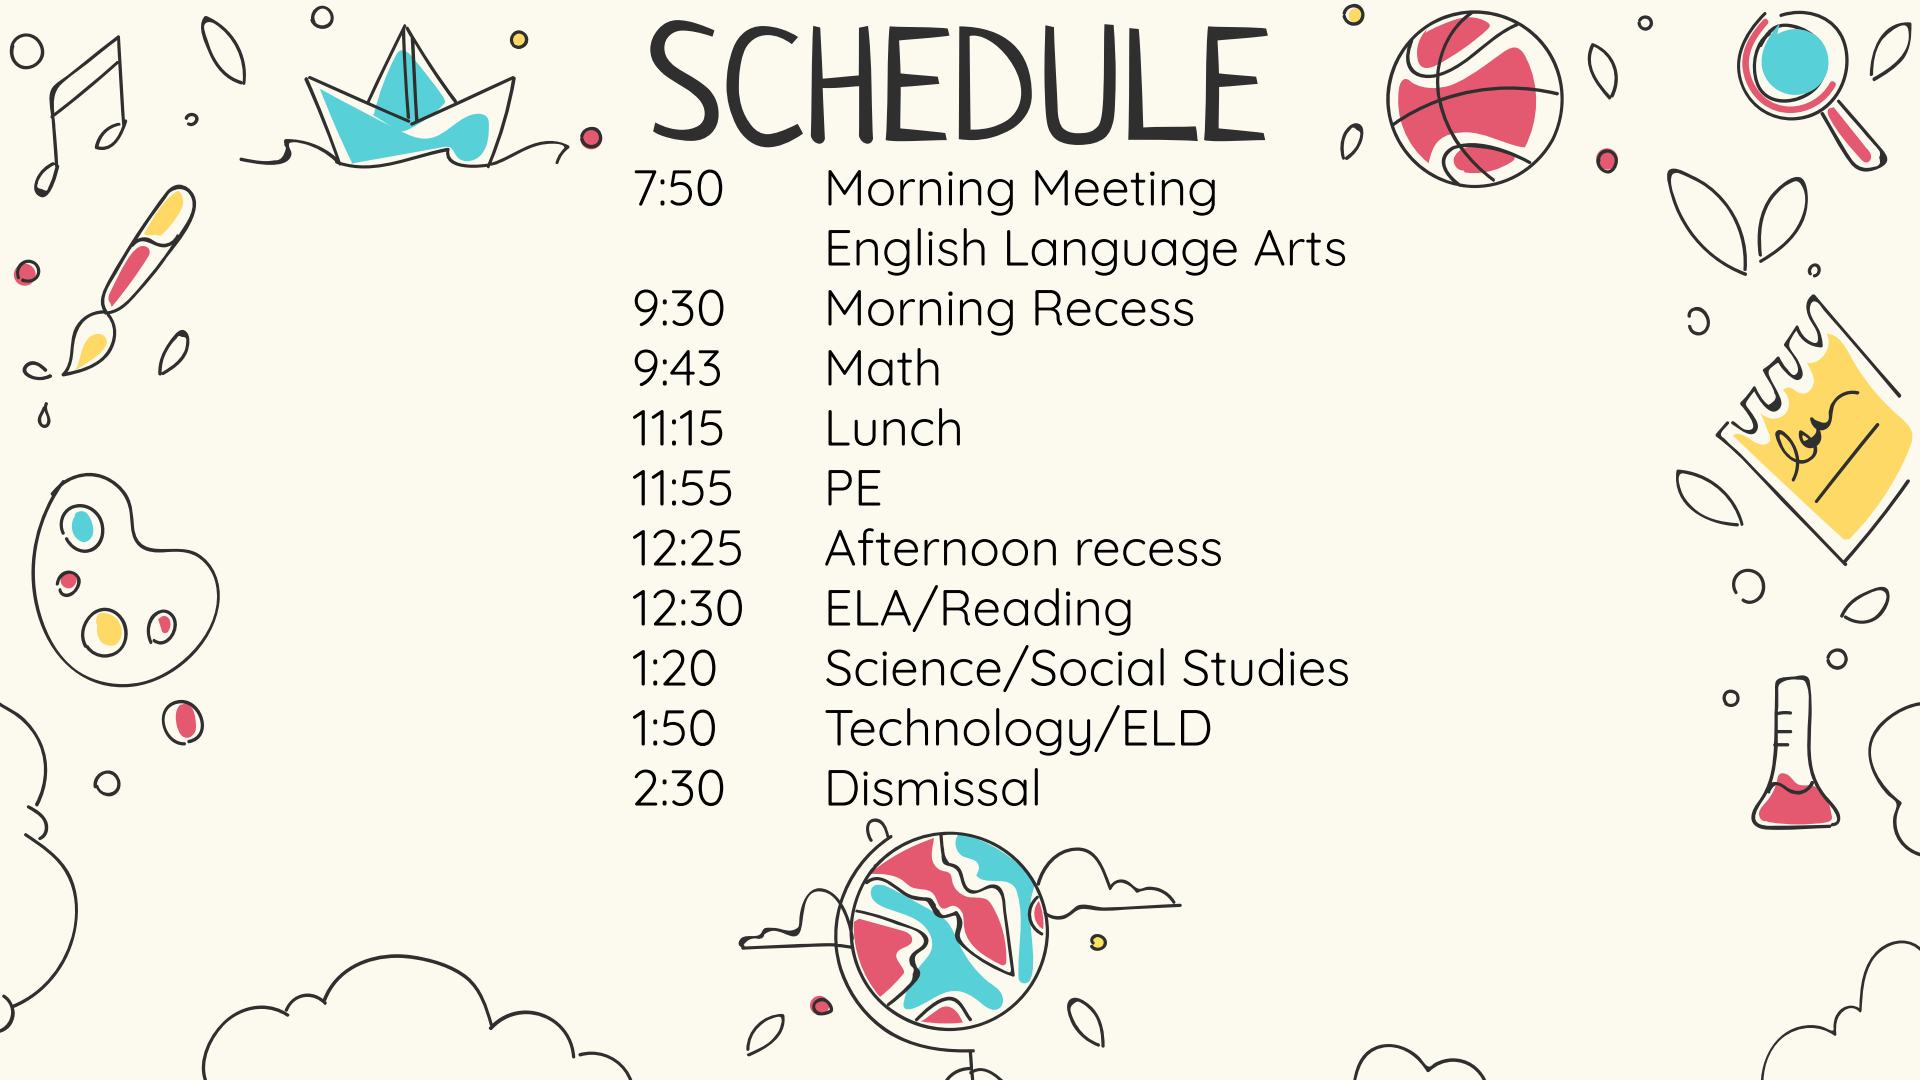 SCHEDULE
7:50 Morning Meeting
English Language Arts
9:30 Morning Recess
9:43 Math
11:15 Lunch
11:55 PE
12:25 Afternoon recess
12:30 ELA/Reading
1:20 Science/Social Studies
1:50 Technology/ELD
2:30 Dismissal